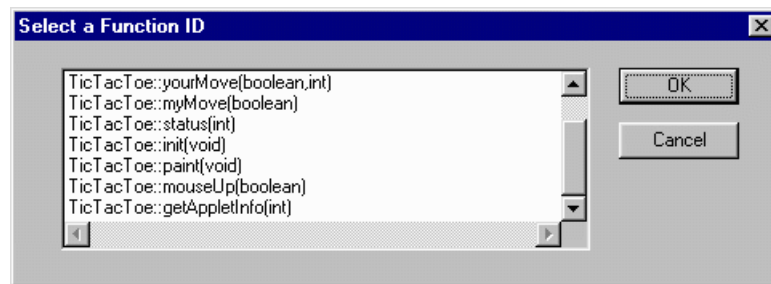 Select a Function ID
TicTacToe::yourMove(boolean,int)
TicTacToe::myMove(boolean)
TicTacToe::status(int)
TicTacToe::init(void)
TicTacToe::paint(void)
TicTacToe::mouseUp(boolean)
TicTacToe::getAppletInfo(int)
OK
Cancel